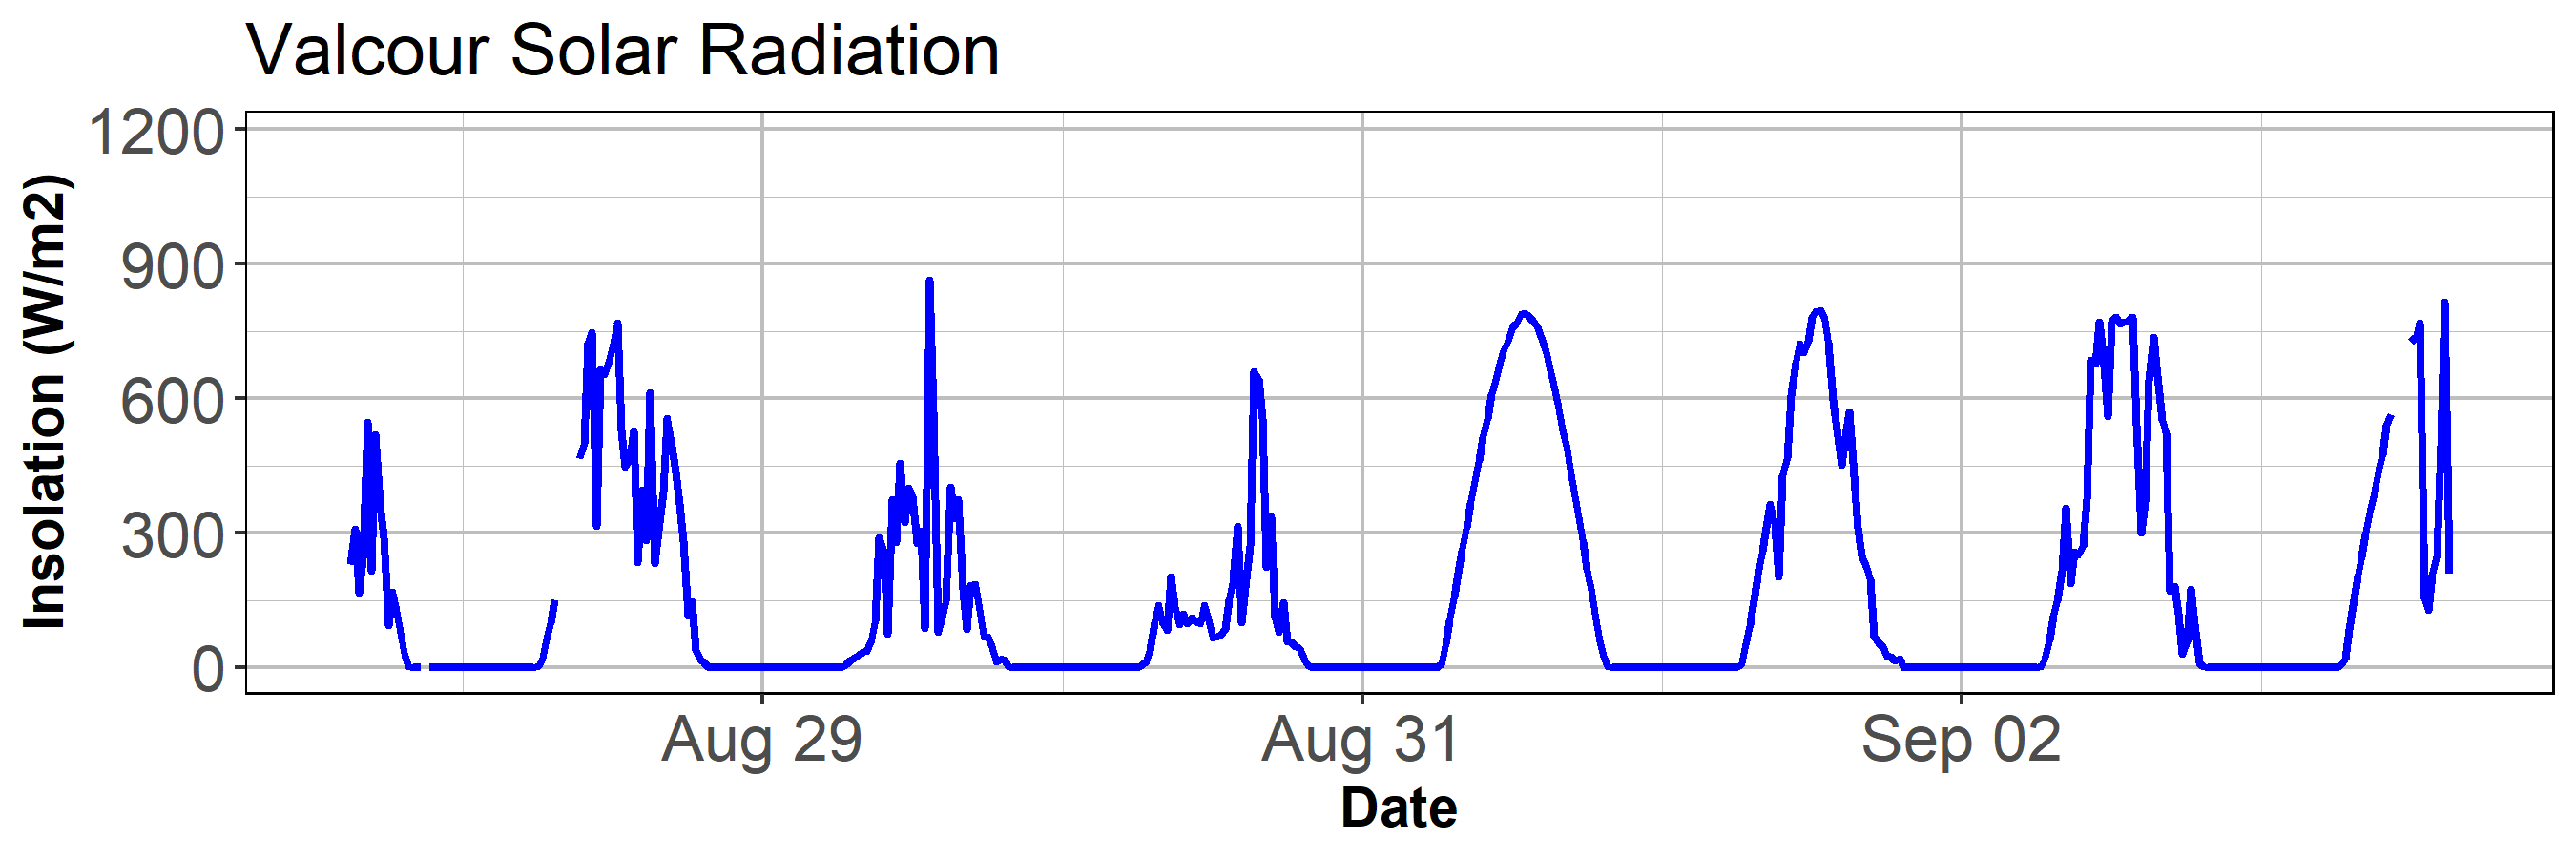 Valcour Solar Radiation
1200
900
600
300
0
Insolation (W/m2)
Aug 29
Aug 31
Sep 02
Date